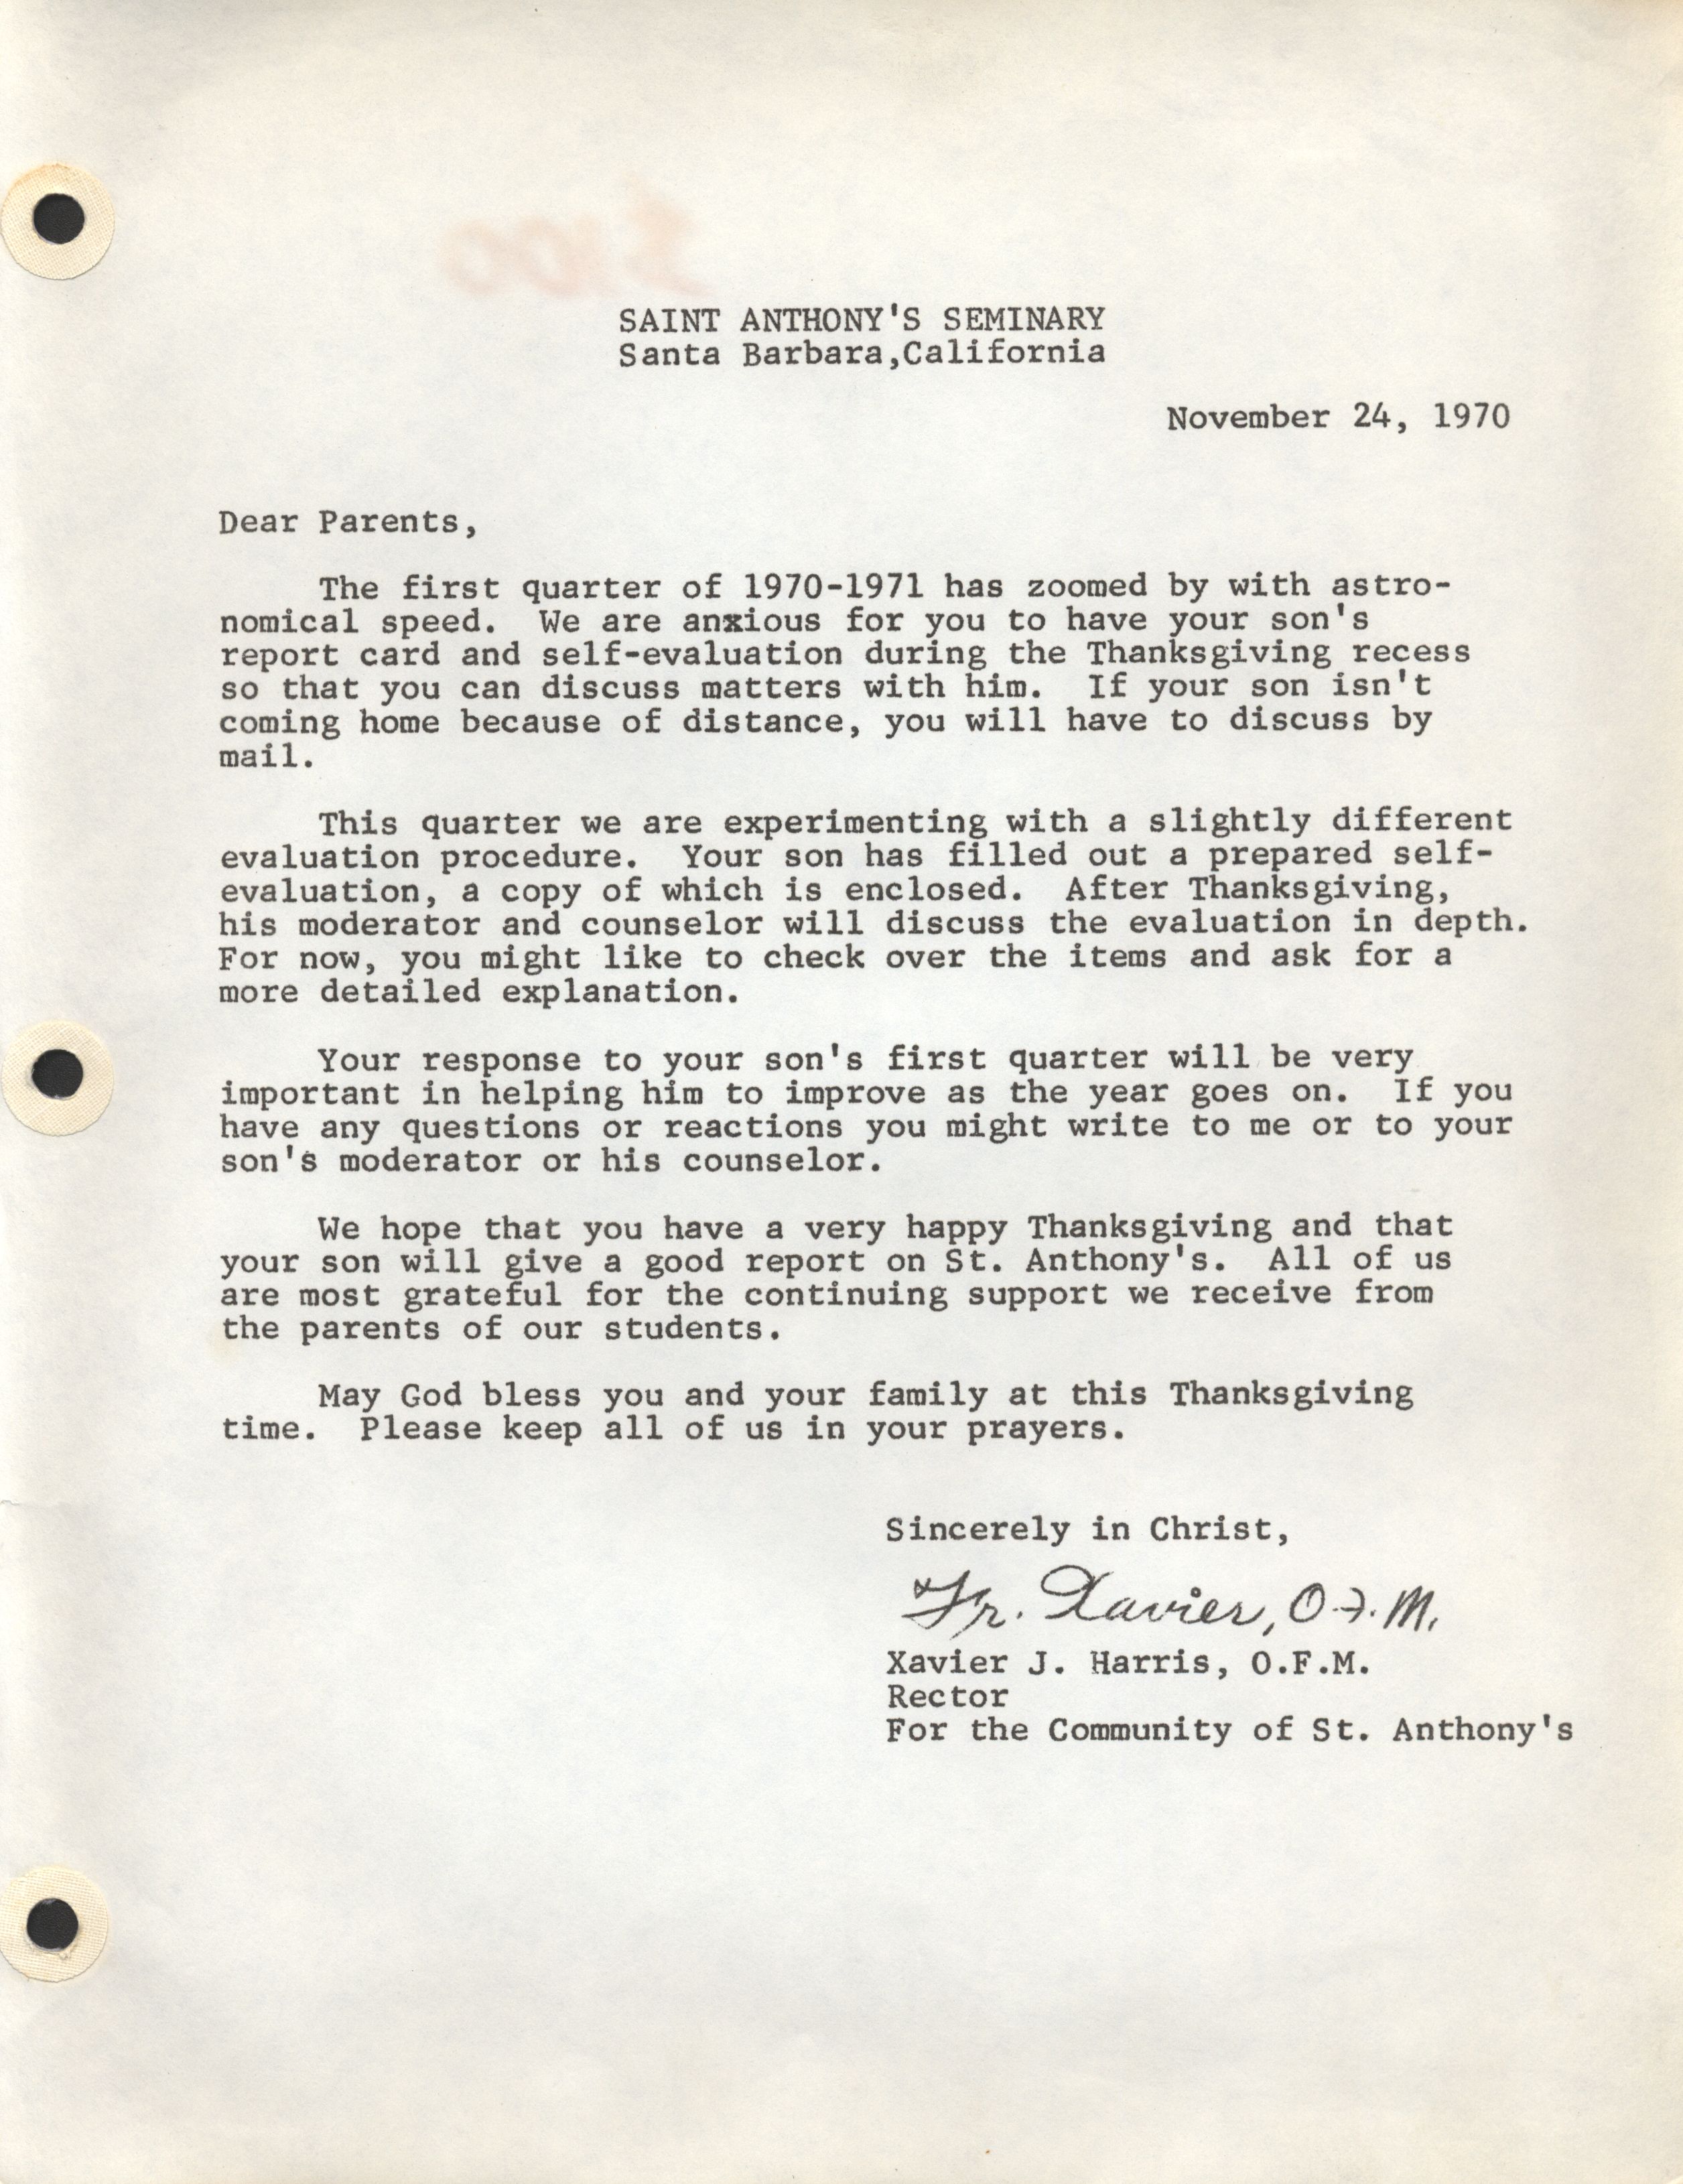 SAINT ANTHONY'S SEMINARY
Santa Barbara,California
November 24, 1970
Dear Parents,
The first quarter of 1970-1971 has zoomed by with astro-
nomical speed. We are anxious for you to have your son's
report card and self-evaluation during the Thanksgiving recess
so that you can discuss matters with him. If your son isn't
coming home because of distance, you will have to discuss by
mail.
This quarter we are experimenting with a slightly different
evaluation procedure. Your son has filled out a prepared self-
evaluation, a copy of which is enclosed. After Thanksgiving,
his moderator and counselor will discuss the evaluation in depth.
For now, you might like to check over the items and ask for a
more detailed explanation.
Your response to your son's first quarter will be very
important in helping him to improve as the year goes on. If you
have any questions or reactions you might write to me or to your
son's moderator or his counselor.
We hope that you have a very happy Thanksgiving and that
your son will give a good report on St. Anthony's. All of us
are most grateful for the continuing support we receive from
the parents of our students.
May God bless you and your family at this Thanksgiving
time. Please keep all of us in your prayers.
Sincerely in Christ,
Fr. Xavier, O.F.M.
Xavier J. Harris, O.F.M.
Rector
For the Community of St. Anthony's